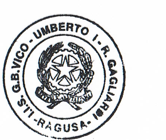 I.I.S. G.B. VICO - UMBERTO I - R. GAGLIARDI
- RAGUSA -